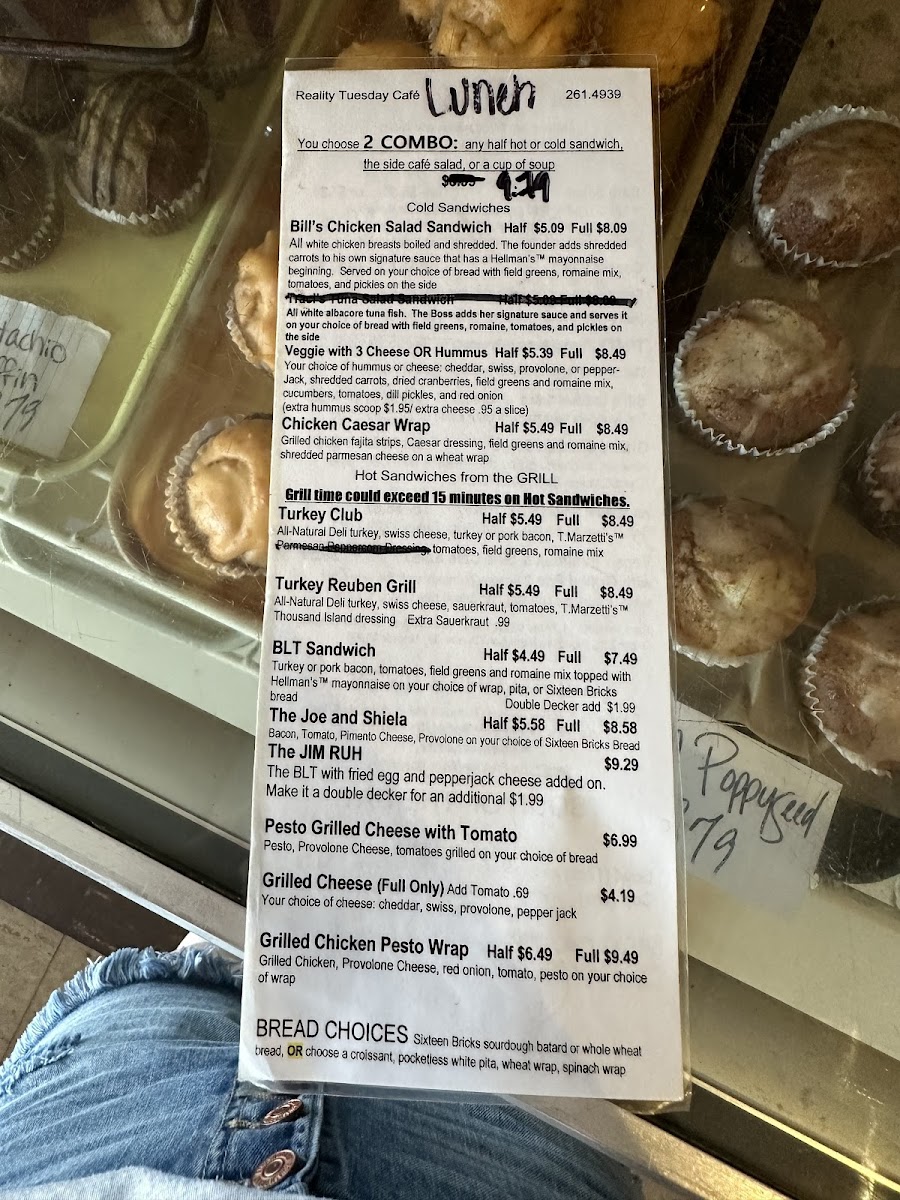 Reality Tuesday Café Lunch 261.4939
You choose 2 COMBO: any half hot or cold sandwich,
the side café salad, or a cup of soup
9.79
Cold Sandwiches
Bill's Chicken Salad Sandwich Half $5.09 Full $8.09
All white chicken breasts boiled and shredded. The founder adds shredded
carrots to his own signature sauce that has a Hellman's™ mayonnaise
beginning. Served on your choice of bread with field greens, romaine mix,
tomatoes, and pickles on the side
Traci's Tuna Salad Sandwich Half $5.09 Full $8.09
All white albacore tuna fish. The Boss adds her signature sauce and serves it
on your choice of bread with field greens, romaine, tomatoes, and pickles on
the side
Veggie with 3 Cheese OR Hummus Half $5.39 Full $8.49
Your choice of hummus or cheese: cheddar, swiss, provolone, or pepper-
Jack, shredded carrots, dried cranberries, field greens and romaine mix,
cucumbers, tomatoes, dill pickles, and red onion
(extra hummus scoop $1.95/ extra cheese .95 a slice)
Chicken Caesar Wrap Half $5.49 Full $8.49
Grilled chicken fajita strips, Caesar dressing, field greens and romaine mix,
shredded parmesan cheese on a wheat wrap
Hot Sandwiches from the GRILL
Grill time could exceed 15 minutes on Hot Sandwiches.
Turkey Club Half $5.49 Full $8.49
All-Natural Deli turkey, swiss cheese, turkey or pork bacon, T.Marzetti's™
Parmesan Peppercorn Dressing, tomatoes, field greens, romaine mix
Turkey Reuben Grill Half $5.49 Full $8.49
All-Natural Deli turkey, swiss cheese, sauerkraut, tomatoes, T.Marzetti's™
Thousand Island dressing Extra Sauerkraut .99
BLT Sandwich Half $4.49 Full $7.49
Turkey or pork bacon, tomatoes, field greens and romaine mix topped with
Hellman's™ mayonnaise on your choice of wrap, pita, or Sixteen Bricks
bread Double Decker add $1.99
The Joe and Shiela Half $5.58 Full $8.58
Bacon, Tomato, Pimento Cheese, Provolone on your choice of Sixteen Bricks Bread
The JIM RUH $9.29
The BLT with fried egg and pepperjack cheese added on.
Make it a double decker for an additional $1.99
Pesto Grilled Cheese with Tomato $6.99
Pesto, Provolone Cheese, tomatoes grilled on your choice of bread
Grilled Cheese (Full Only) Add Tomato .69 $4.19
Your choice of cheese: cheddar, swiss, provolone, pepper jack
Grilled Chicken Pesto Wrap Half $6.49 Full $9.49
Grilled Chicken, Provolone Cheese, red onion, tomato, pesto on your choice
of wrap
BREAD CHOICES Sixteen Bricks sourdough batard or whole wheat
bread, OR choose a croissant, pocketless white pita, wheat wrap, spinach wrap
tachio
ffin
79
Poppyseed
79